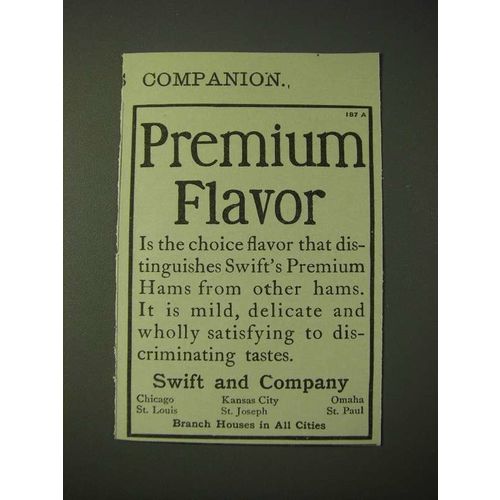 S COMPANION.
187 A
Premium
Flavor
Is the choice flavor that dis-
tinguishes Swift's Premium
Hams from other hams.
It is mild, delicate and
wholly satisfying to dis-
criminating tastes.
Swift and Company
Chicago Kansas City Omaha
St. Louis St. Joseph St. Paul
Branch Houses in All Cities